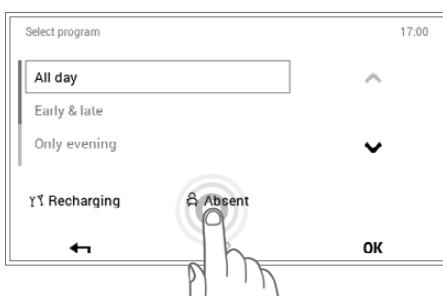 Select program 17:00
All day
Early & late
Only evening
Recharging Absent
OK